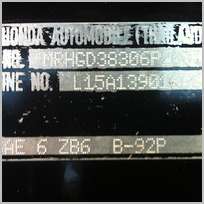 HONDA AUTOMOBILE (THAILAND
NO. MRHGD38306P
INE NO. L15A1390
AE 6 ZB6 B-92P